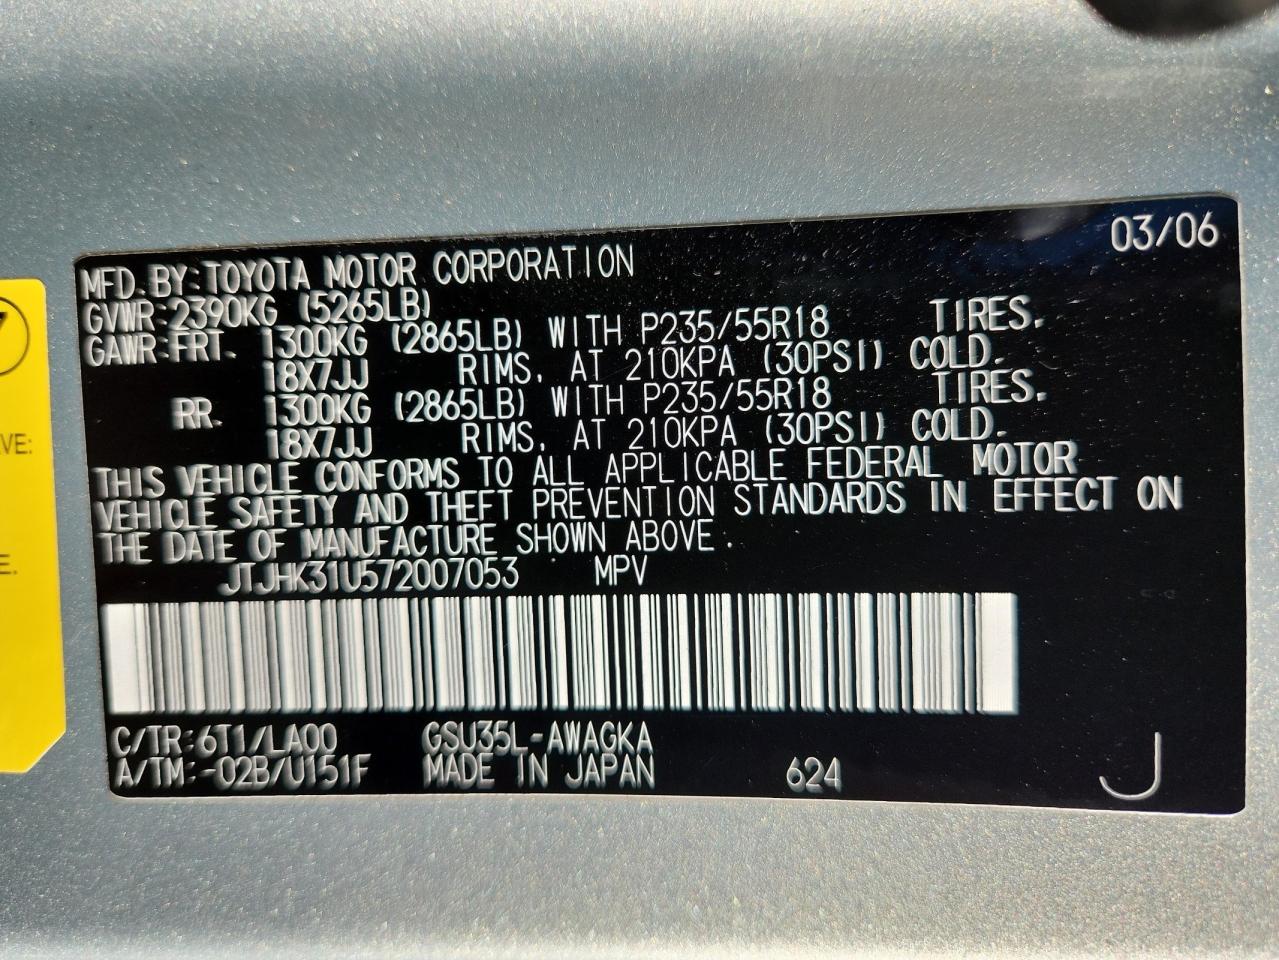 03/06
MFD. BY: TOYOTA MOTOR CORPORATION
GVWR: 2390KG (5265LB)
GAWR: FRT. 1300KG (2865LB) WITH P235/55R18 TIRES.
18X7JJ RIMS, AT 210KPA (30PSI) COLD.
RR. 1300KG (2865LB) WITH P235/55R18 TIRES.
18X7JJ RIMS, AT 210KPA (30PSI) COLD.
THIS VEHICLE CONFORMS TO ALL APPLICABLE FEDERAL MOTOR
VEHICLE SAFETY AND THEFT PREVENTION STANDARDS IN EFFECT ON
THE DATE OF MANUFACTURE SHOWN ABOVE.
JTJHK31U572007053 MPV
C/TR: 6T1/LA00 GSU35L-AWAGKA
A/TM: -02B/U151F MADE IN JAPAN 624 J